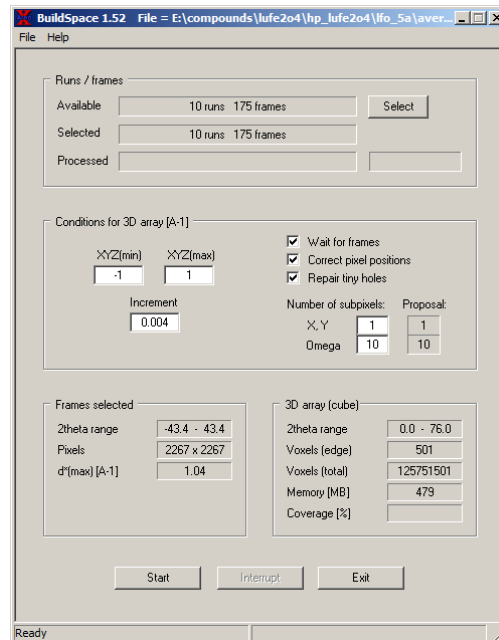 BuildSpace 1.52 File = E:\compounds\lufe2o4\hp_lufe2o4\lfo_5a\aver...
File Help
Runs / frames
Available 10 runs 175 frames Select
Selected 10 runs 175 frames
Processed
Conditions for 3D array [A-1]
XYZ(min) XYZ(max)
-1 1
Increment
0.004
Wait for frames
Correct pixel positions
Repair tiny holes
Number of subpixels: Proposal:
X, Y 1 1
Omega 10 10
Frames selected
2theta range -43.4 - 43.4
Pixels 2267 x 2267
d*(max) [A-1] 1.04
3D array (cube)
2theta range 0.0 - 76.0
Voxels (edge) 501
Voxels (total) 125751501
Memory [MB] 479
Coverage [%]
Start Interrupt Exit
Ready